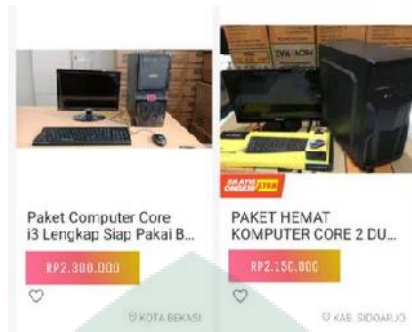 Paket Computer Core
i3 Lengkap Siap Pakai B...
RP2.300.000
KOTA BEKASI
GRATIS
ONGKIR XTRA
PAKET HEMAT
KOMPUTER CORE 2 DU...
RP2.150.000
KAB. SIDOARJO